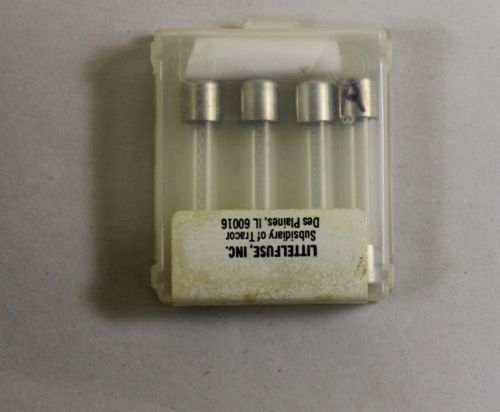 LITTELFUSE, INC.
Subsidiary of Tracor
Des Plaines, IL 60016
A